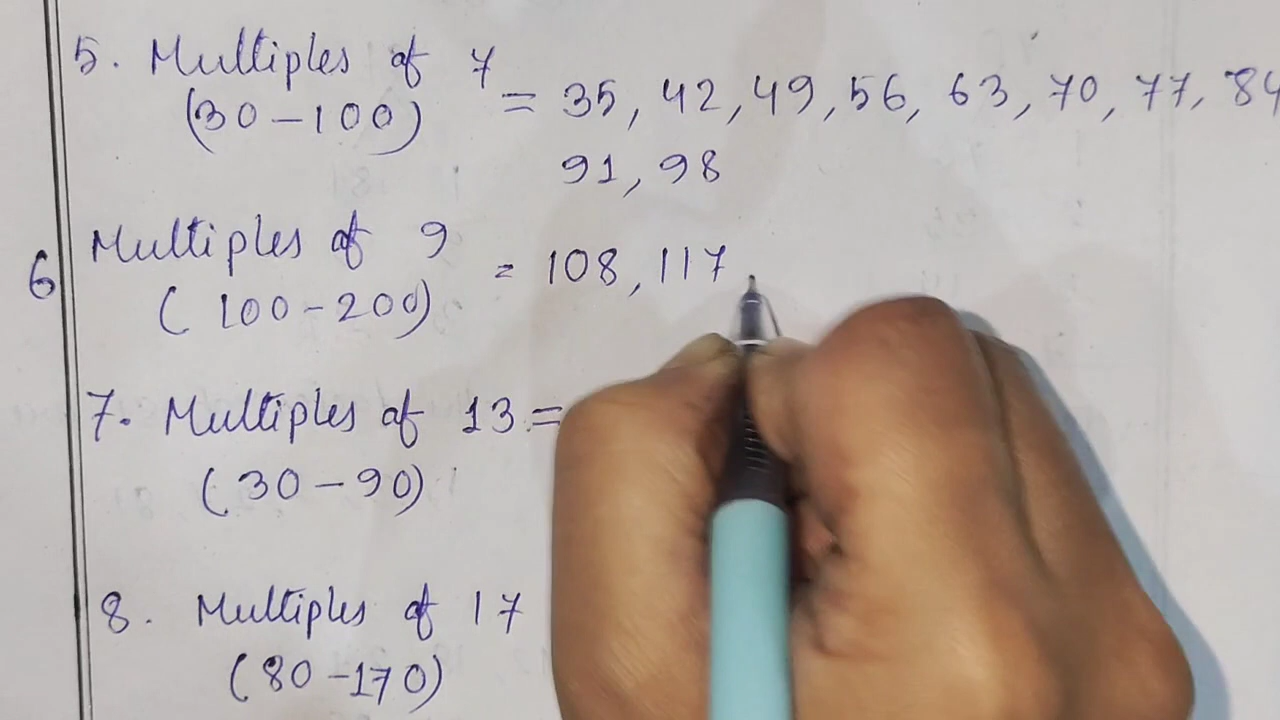 5. Multiples of 7
(30-100) = 35, 42, 49, 56, 63, 70, 77, 84
91, 98
6 Multiples of 9
(100-200) = 108, 117
7. Multiples of 13 =
(30-90)
8. Multiples of 17
(80-170)